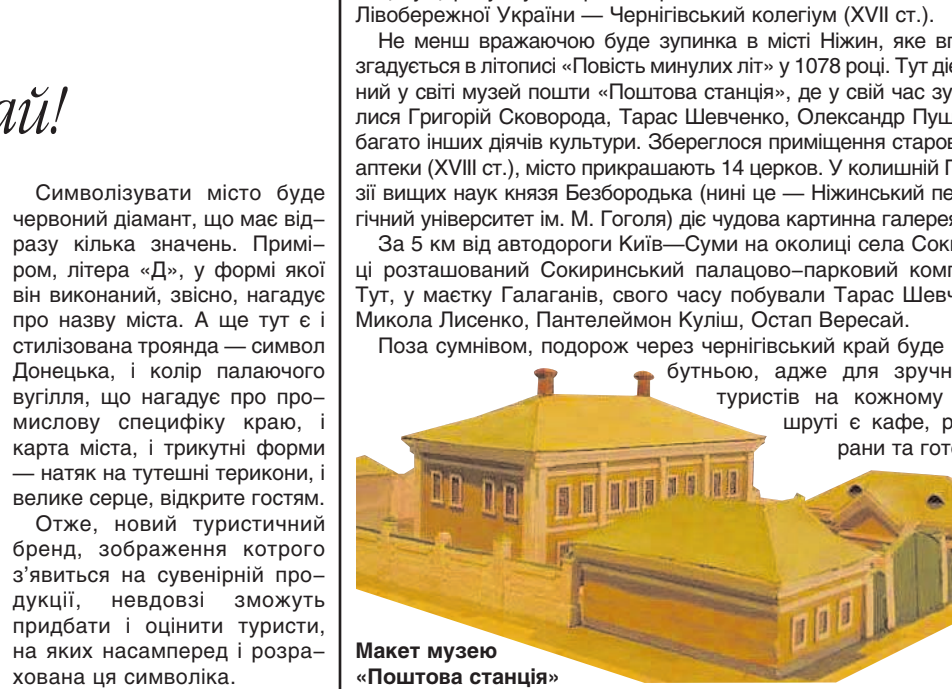 ай!
Символізувати місто буде
червоний діамант, що має від–
разу кілька значень. Примі–
ром, літера «Д», у формі якої
він виконаний, звісно, нагадує
про назву міста. А ще тут є і
стилізована троянда — символ
Донецька, і колір палаючого
вугілля, що нагадує про про–
мислову специфіку краю, і
карта міста, і трикутні форми
— натяк на тутешні терикони, і
велике серце, відкрите гостям.
Отже, новий туристичний
бренд, зображення котрого
з’явиться на сувенірній про–
дукції, невдовзі зможуть
придбати і оцінити туристи,
на яких насамперед і розра–
хована ця символіка.
Лівобережної України — Чернігівський колегіум (XVII ст.).
Не менш вражаючою буде зупинка в місті Ніжин, яке вп
згадується в літописі «Повість минулих літ» у 1078 році. Тут діє
ний у світі музей пошти «Поштова станція», де у свій час зу
лися Григорій Сковорода, Тарас Шевченко, Олександр Пуш
багато інших діячів культури. Збереглося приміщення старов
аптеки (XVIII ст.), місто прикрашають 14 церков. У колишній Г
зії вищих наук князя Безбородька (нині це — Ніжинський пе
гічний університет ім. М. Гоголя) діє чудова картинна галерея
За 5 км від автодороги Київ—Суми на околиці села Соки
ці розташований Сокиринський палацово–парковий комп
Тут, у маєтку Галаганів, свого часу побували Тарас Шевч
Микола Лисенко, Пантелеймон Куліш, Остап Вересай.
Поза сумнівом, подорож через чернігівський край буде
бутньою, адже для зручн
туристів на кожному
шруті є кафе, р
рани та гот
Макет музею
«Поштова станція»